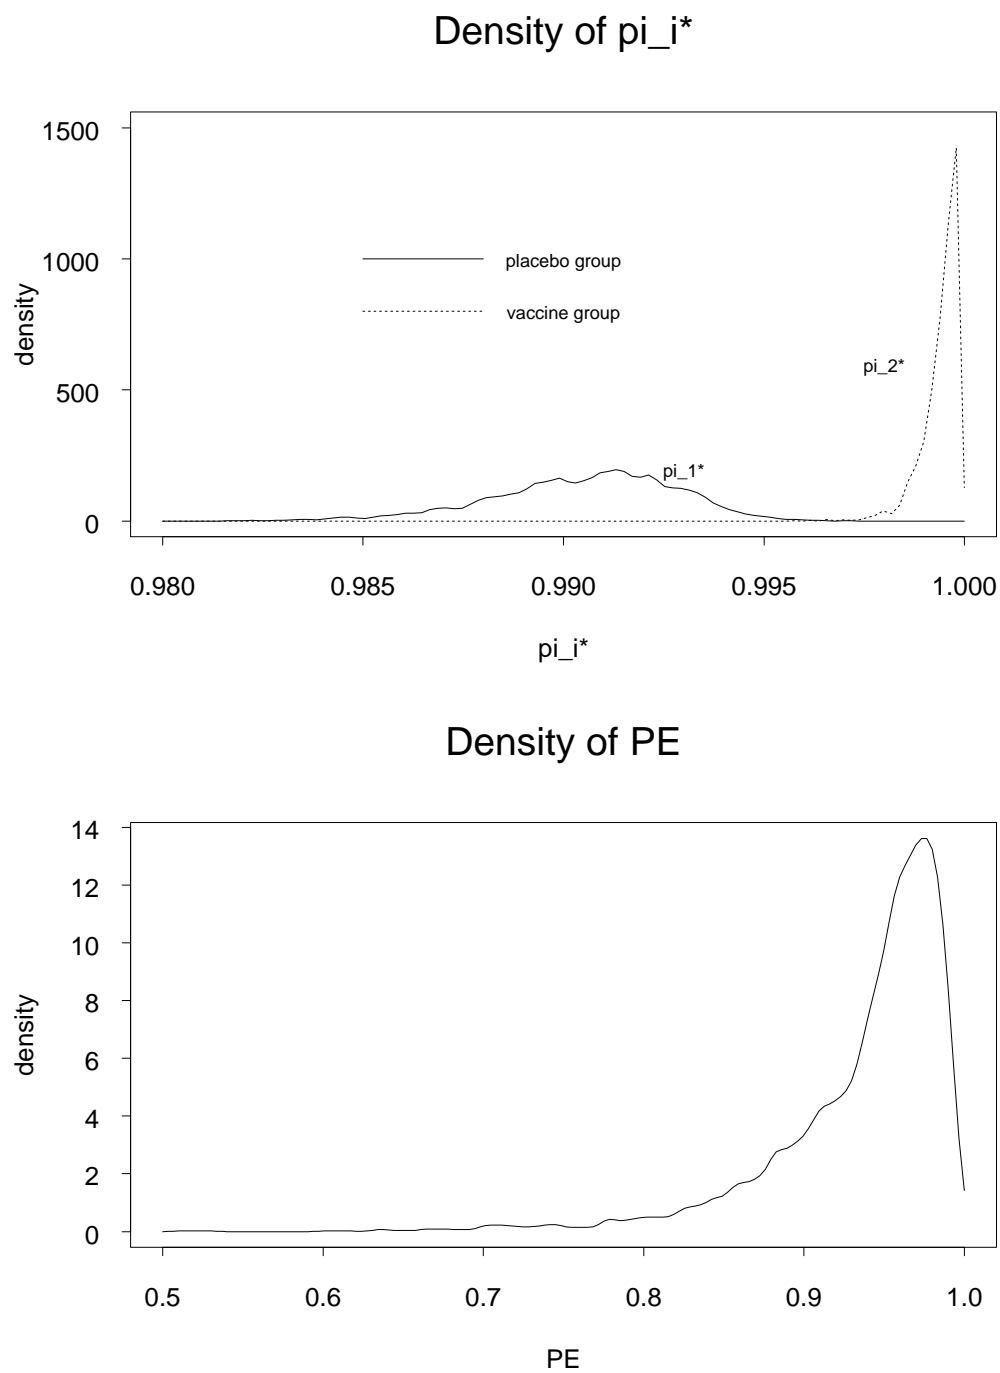 Density of pi_i*
1500
1000
500
0
density
placebo group
vaccine group
pi_2*
pi_1*
0.980 0.985 0.990 0.995 1.000
pi_i*
Density of PE
14
12
10
8
6
4
2
0
density
0.5 0.6 0.7 0.8 0.9 1.0
PE